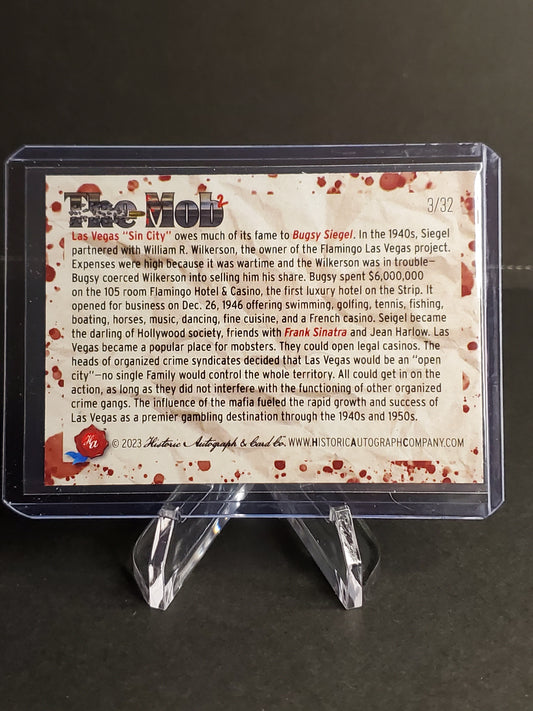 The Mob2
3/32
Las Vegas "Sin City" owes much of its fame to Bugsy Siegel. In the 1940s, Siegel
partnered with William R. Wilkerson, the owner of the Flamingo Las Vegas project.
Expenses were high because it was wartime and the Wilkerson was in trouble-
Bugsy coerced Wilkerson into selling him his share. Bugsy spent $6,000,000
on the 105 room Flamingo Hotel & Casino, the first luxury hotel on the Strip. It
opened for business on Dec. 26, 1946 offering swimming, golfing, tennis, fishing,
boating, horses, music, dancing, fine cuisine, and a French casino. Seigel became
the darling of Hollywood society, friends with Frank Sinatra and Jean Harlow. Las
Vegas became a popular place for mobsters. They could open legal casinos. The
heads of organized crime syndicates decided that Las Vegas would be an "open
city"—no single Family would control the whole territory. All could get in on the
action, as long as they did not interfere with the functioning of other organized
crime gangs. The influence of the mafia fueled the rapid growth and success of
Las Vegas as a premier gambling destination through the 1940s and 1950s.
Ha © 2023 Historic Autograph & Card Co. WWW.HISTORICAUTOGRAPHCOMPANY.COM